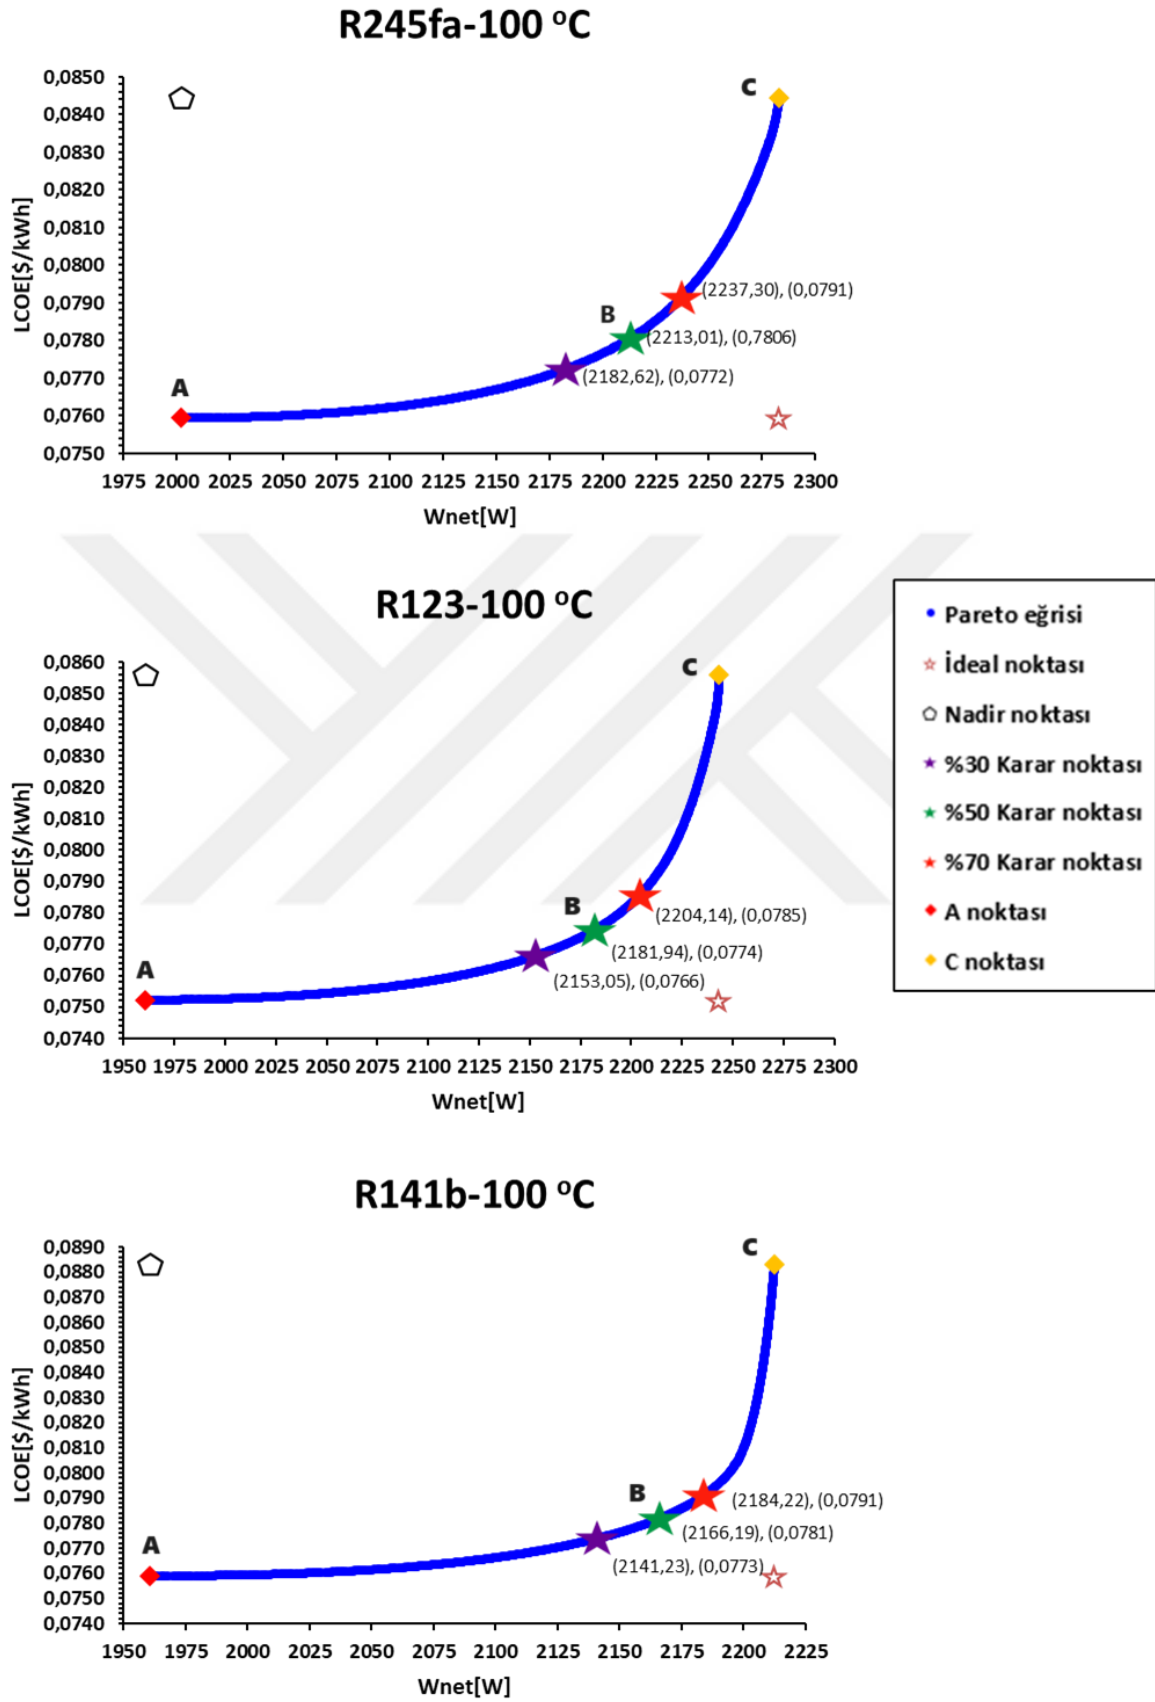 R245fa-100 ºC
0,0850
0,0840
0,0830
0,0820
0,0810
0,0800
0,0790
0,0780
0,0770
0,0760
0,0750
LCOE[$/kWh]
C
(2237,30), (0,0791)
B
(2213,01), (0,7806)
(2182,62), (0,0772)
A
1975 2000 2025 2050 2075 2100 2125 2150 2175 2200 2225 2250 2275 2300
Wnet[W]
R123-100 ºC
0,0860
0,0850
0,0840
0,0830
0,0820
0,0810
0,0800
0,0790
0,0780
0,0770
0,0760
0,0750
0,0740
LCOE[$/kWh]
C
(2204,14), (0,0785)
B
(2181,94), (0,0774)
(2153,05), (0,0766)
A
1950 1975 2000 2025 2050 2075 2100 2125 2150 2175 2200 2225 2250 2275 2300
Wnet[W]
Pareto eğrisi
İdeal noktası
Nadir noktası
%30 Karar noktası
%50 Karar noktası
%70 Karar noktası
A noktası
C noktası
R141b-100 ºC
0,0890
0,0880
0,0870
0,0860
0,0850
0,0840
0,0830
0,0820
0,0810
0,0800
0,0790
0,0780
0,0770
0,0760
0,0750
0,0740
LCOE[$/kWh]
C
B
(2184,22), (0,0791)
(2166,19), (0,0781)
(2141,23), (0,0773)
A
1950 1975 2000 2025 2050 2075 2100 2125 2150 2175 2200 2225
Wnet[W]